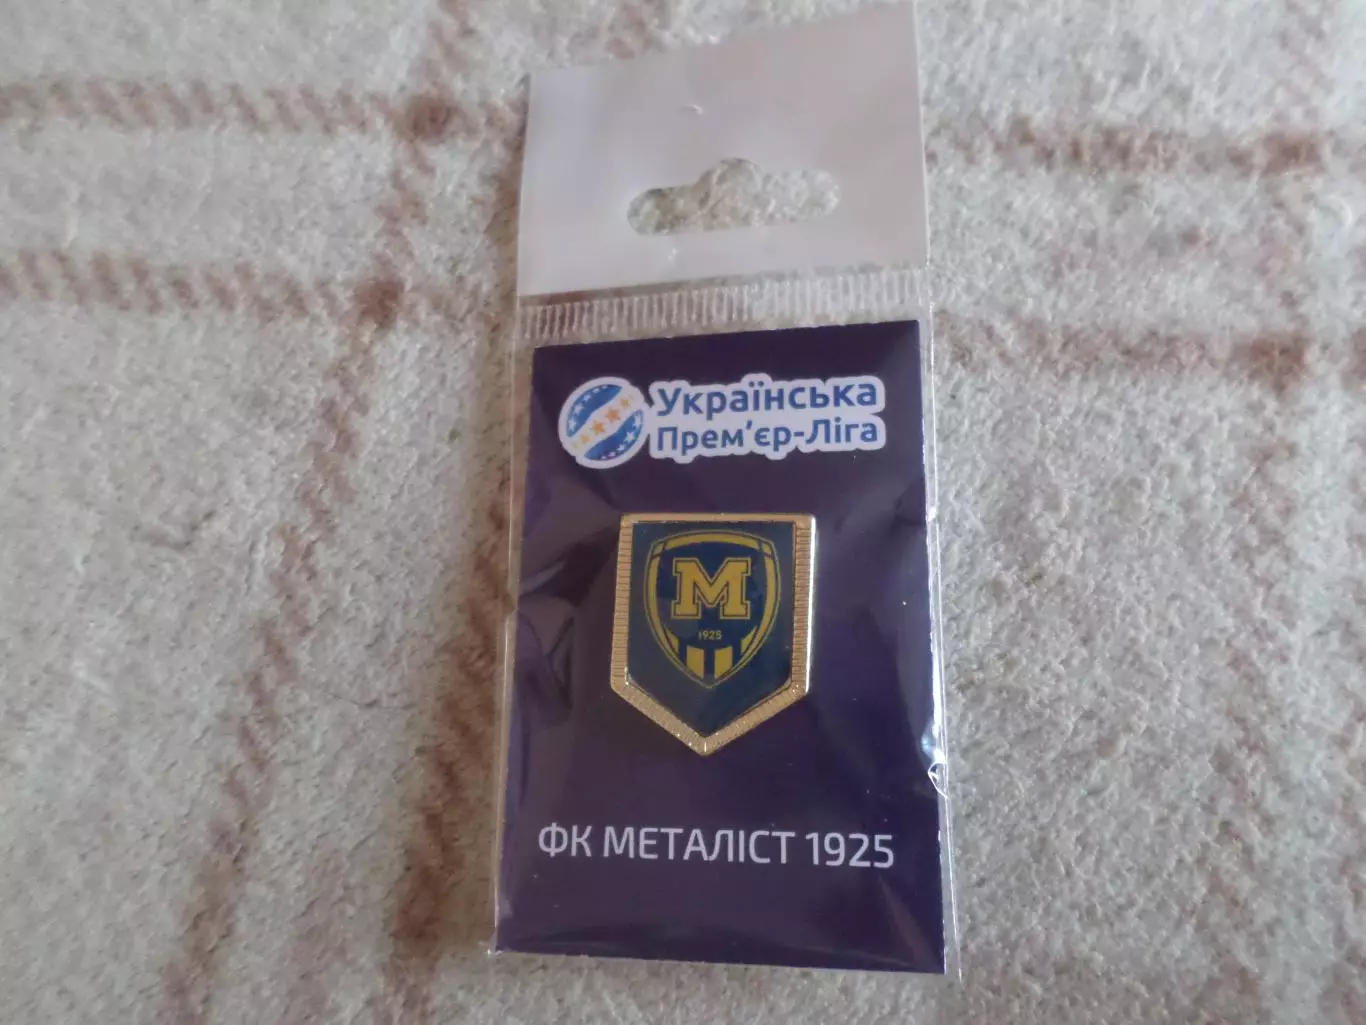 Українська
Прем'єр-Ліга
М
1925
ФК МЕТАЛІСТ 1925